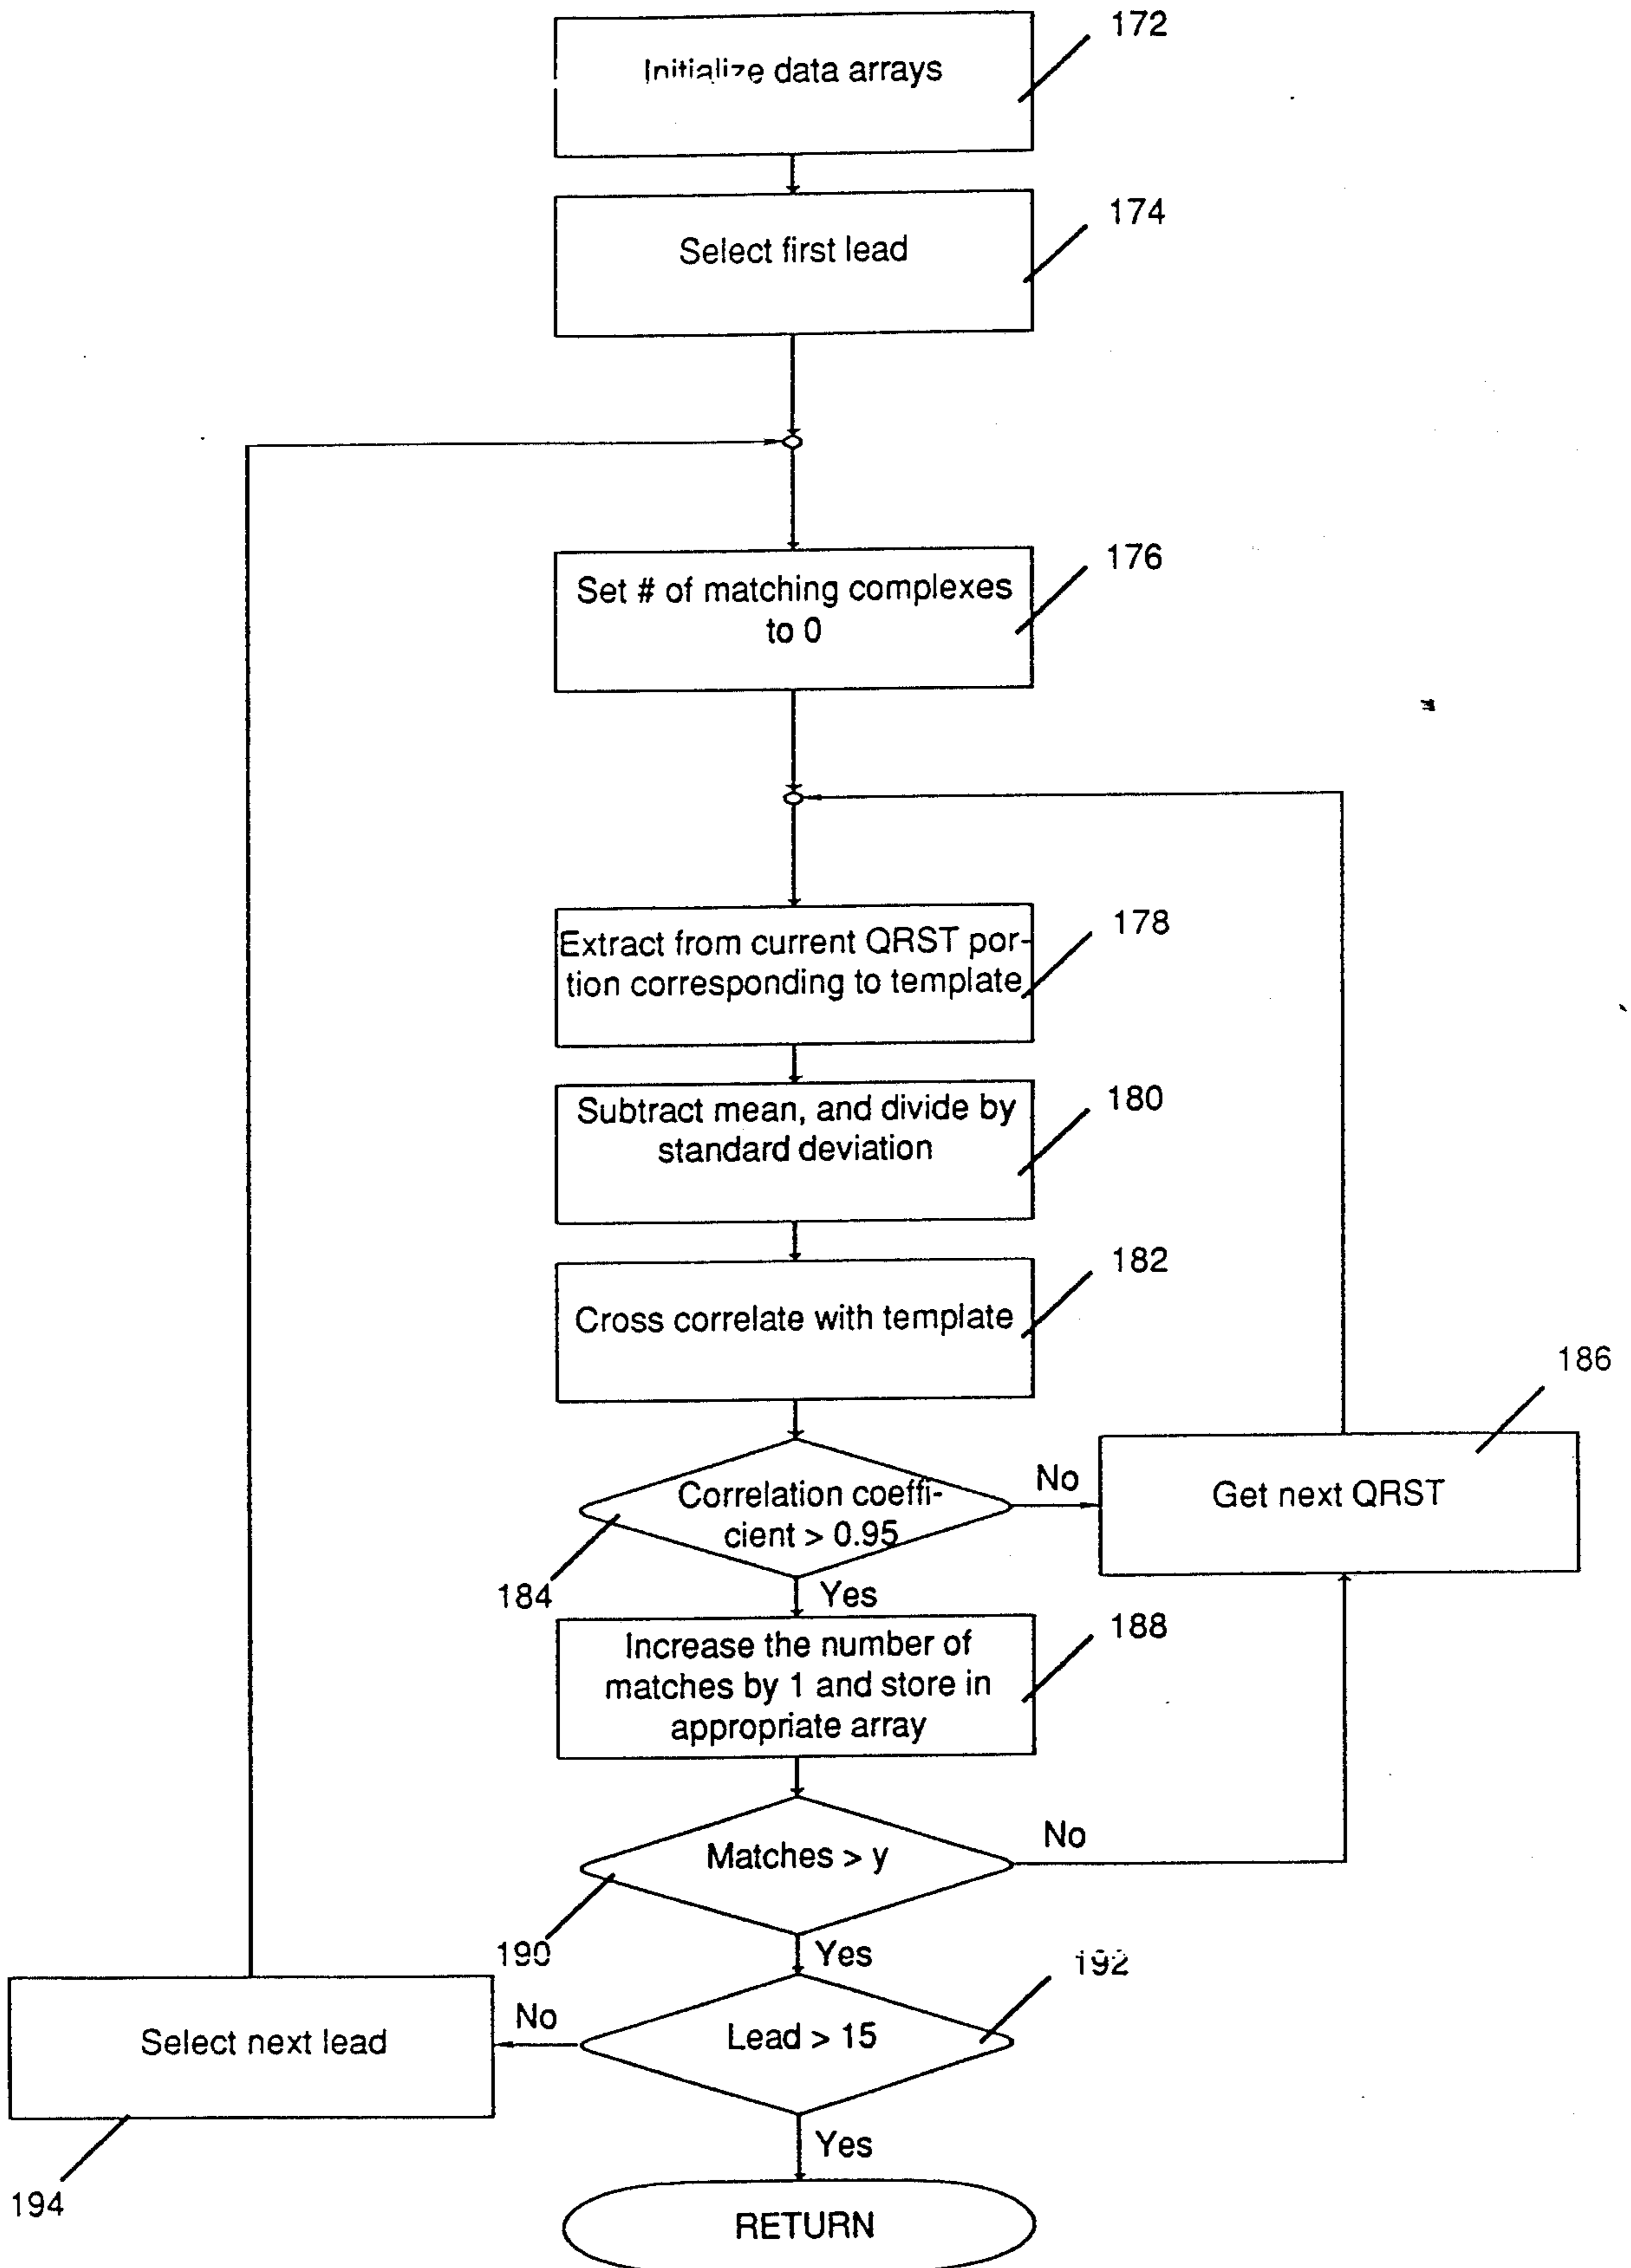 172
Initialize data arrays
174
Select first lead
176
Set # of matching complexes
to 0
178
Extract from current QRST por-
tion corresponding to template
180
Subtract mean, and divide by
standard deviation
182
Cross correlate with template
186
Correlation coeffi-
cient > 0.95
No
Get next QRST
184
Yes
188
Increase the number of
matches by 1 and store in
appropriate array
Matches > y
No
190
Yes
192
Lead > 15
No
Select next lead
Yes
194
RETURN